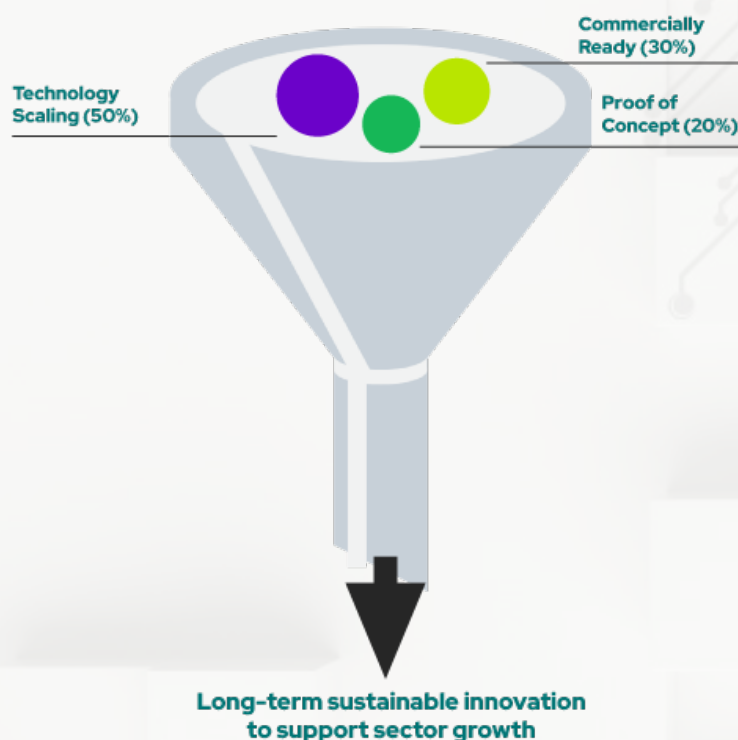 Commercially
Ready (30%)
Technology
Scaling (50%)
Proof of
Concept (20%)
Long-term sustainable innovation
to support sector growth